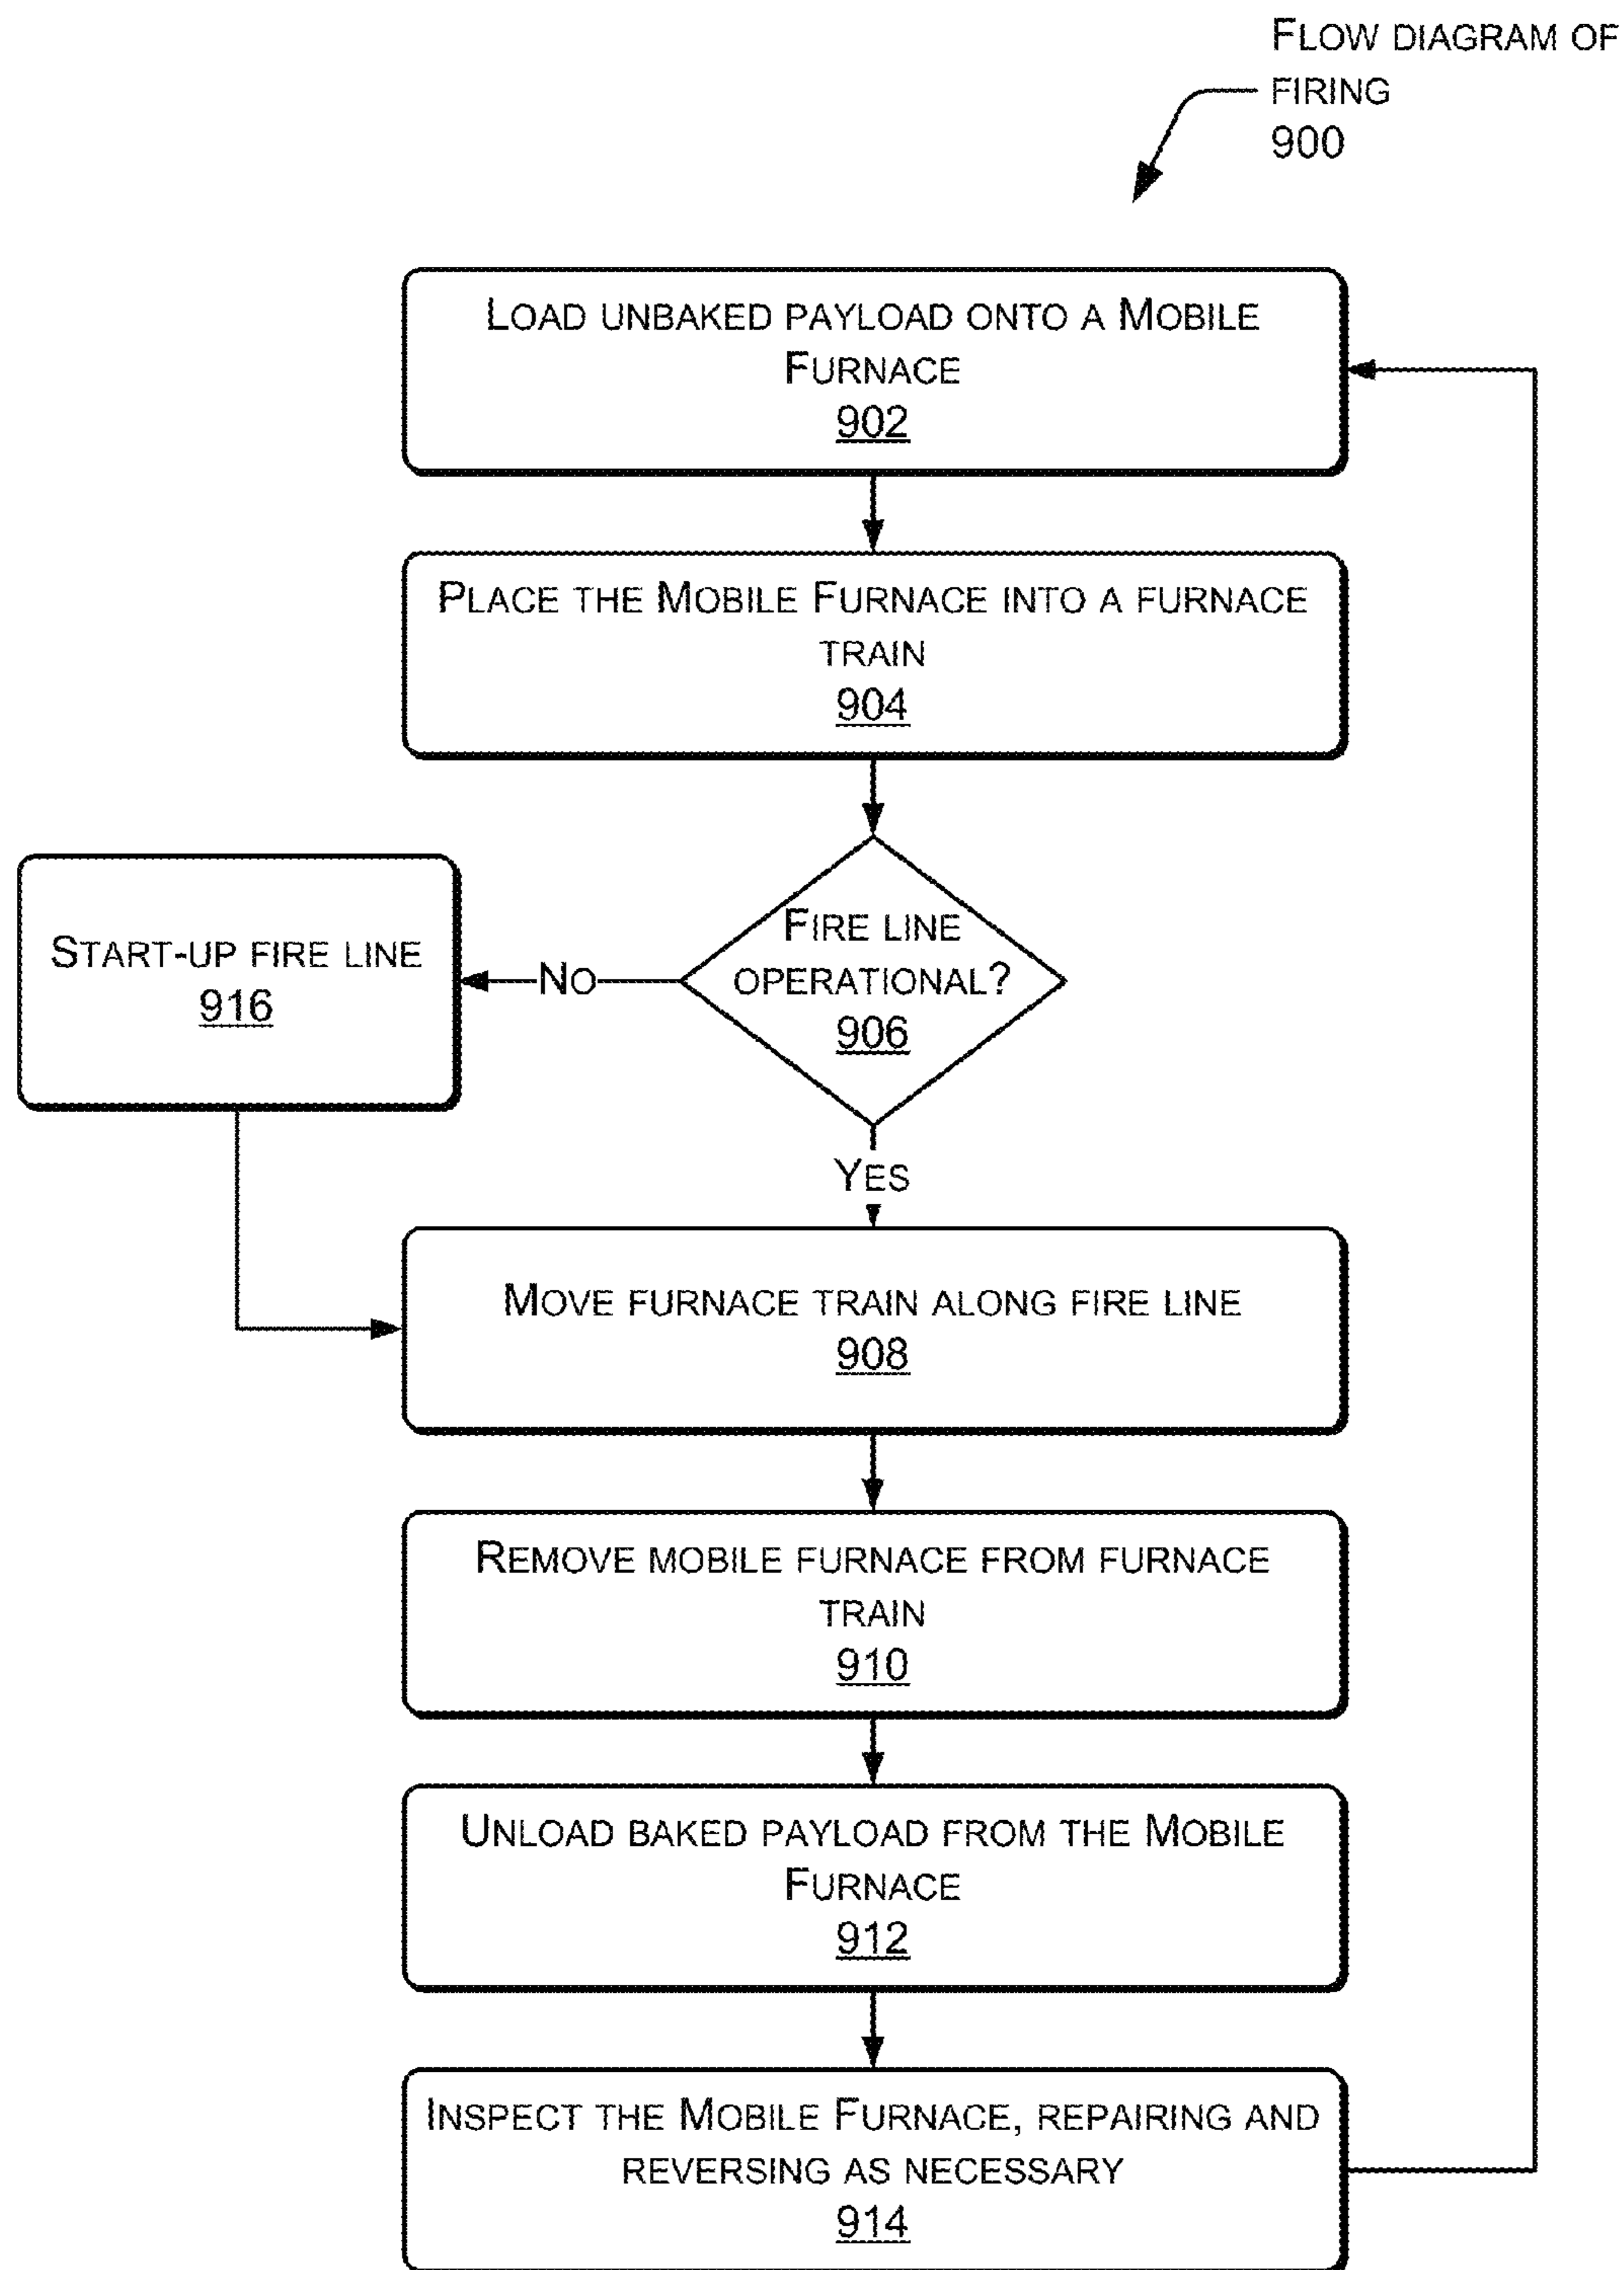 FLOW DIAGRAM OF
FIRING
900
LOAD UNBAKED PAYLOAD ONTO A MOBILE
FURNACE
902
PLACE THE MOBILE FURNACE INTO A FURNACE
TRAIN
904
FIRE LINE
OPERATIONAL?
906
NO
START-UP FIRE LINE
916
YES
MOVE FURNACE TRAIN ALONG FIRE LINE
908
REMOVE MOBILE FURNACE FROM FURNACE
TRAIN
910
UNLOAD BAKED PAYLOAD FROM THE MOBILE
FURNACE
912
INSPECT THE MOBILE FURNACE, REPAIRING AND
REVERSING AS NECESSARY
914